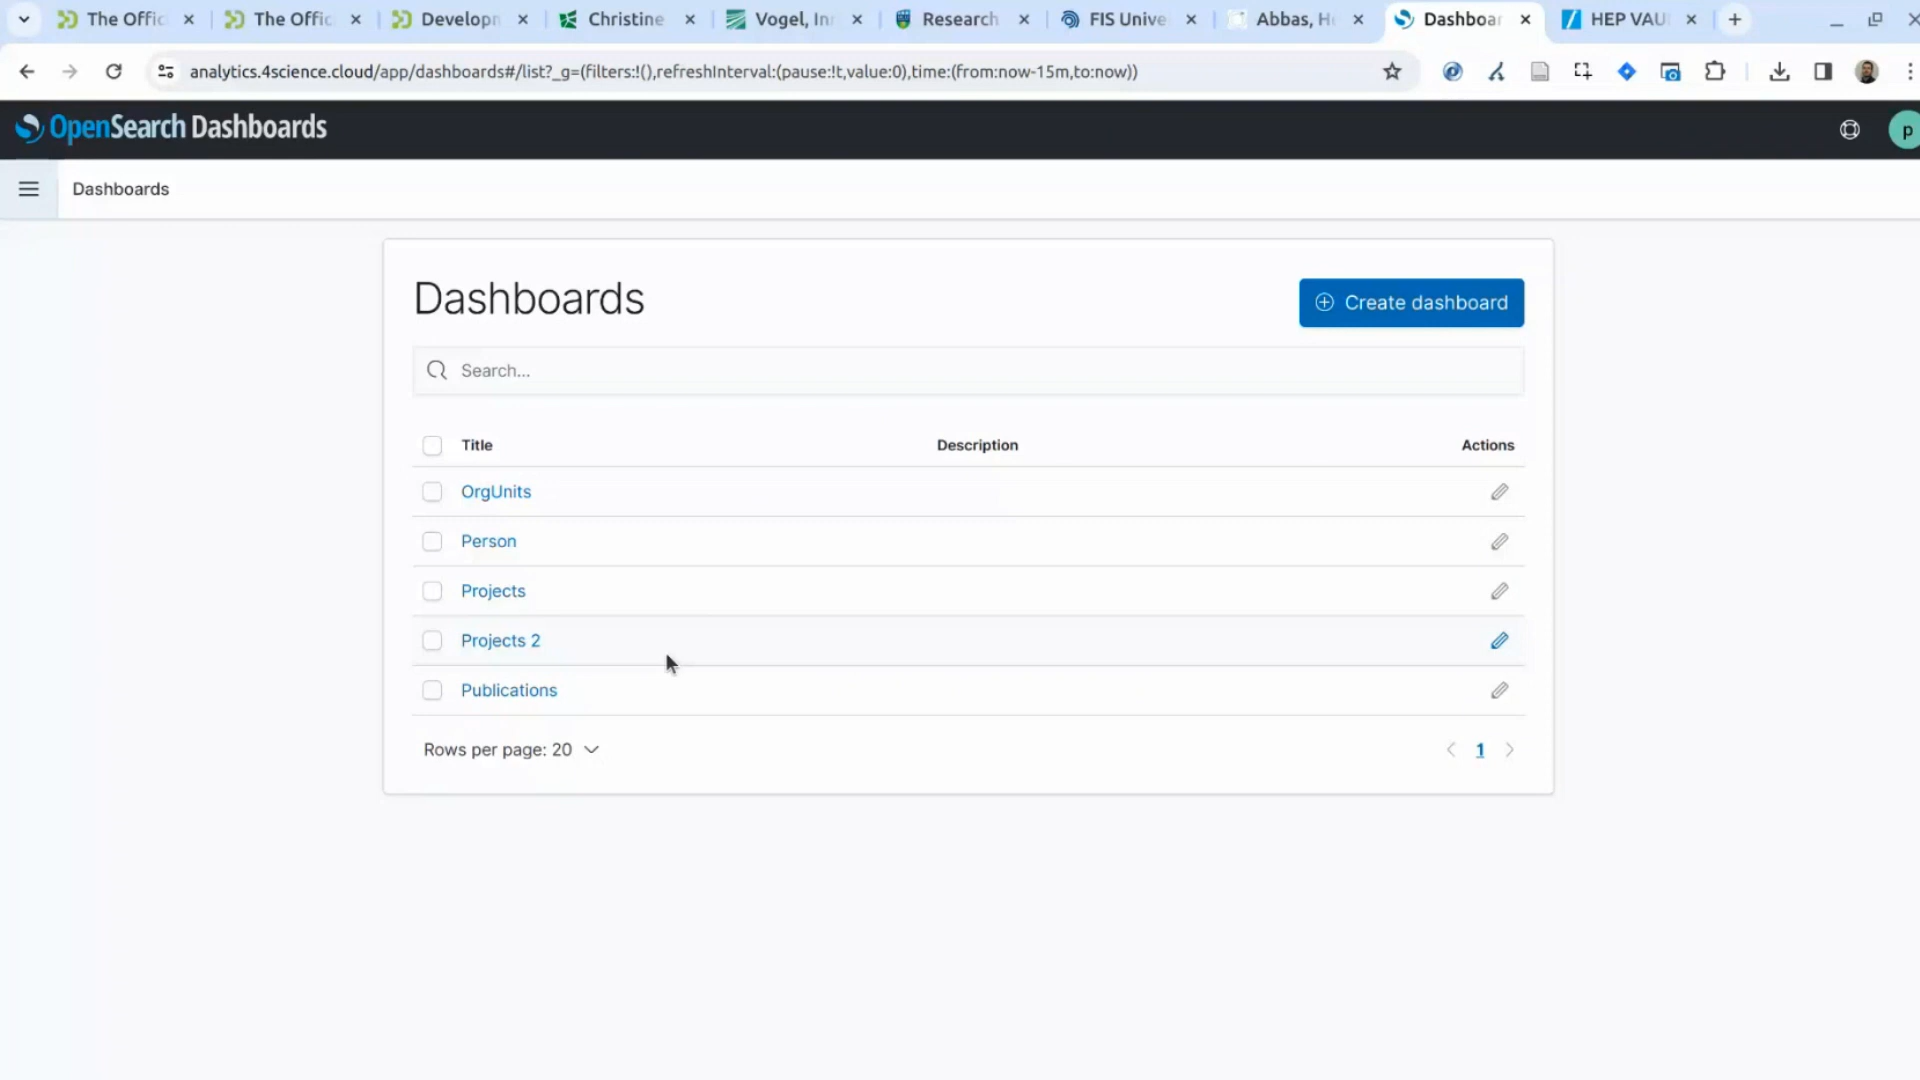 The Offic
The Offic
Developm
Christine
Vogel, In
Research
FIS Unive
Abbas, H
Dashboar
HEP VAU
analytics.4science.cloud/app/dashboards#/list?_g=(filters:!(),refreshInterval:(pause:!t,value:0),time:(from:now-15m,to:now))
OpenSearch Dashboards
p
Dashboards
Dashboards
Create dashboard
Search...
Title Description Actions
OrgUnits
Person
Projects
Projects 2
Publications
Rows per page: 20
1